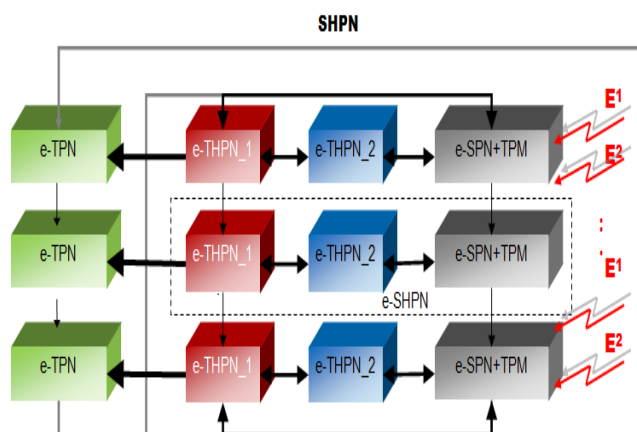 SHPN
E1
e-TPN
e-THPN_1
e-THPN_2
e-SPN+TPM
E2
e-TPN
e-THPN_1
e-THPN_2
e-SPN+TPM
:
:
E1
e-SHPN
e-TPN
e-THPN_1
e-THPN_2
e-SPN+TPM
E2